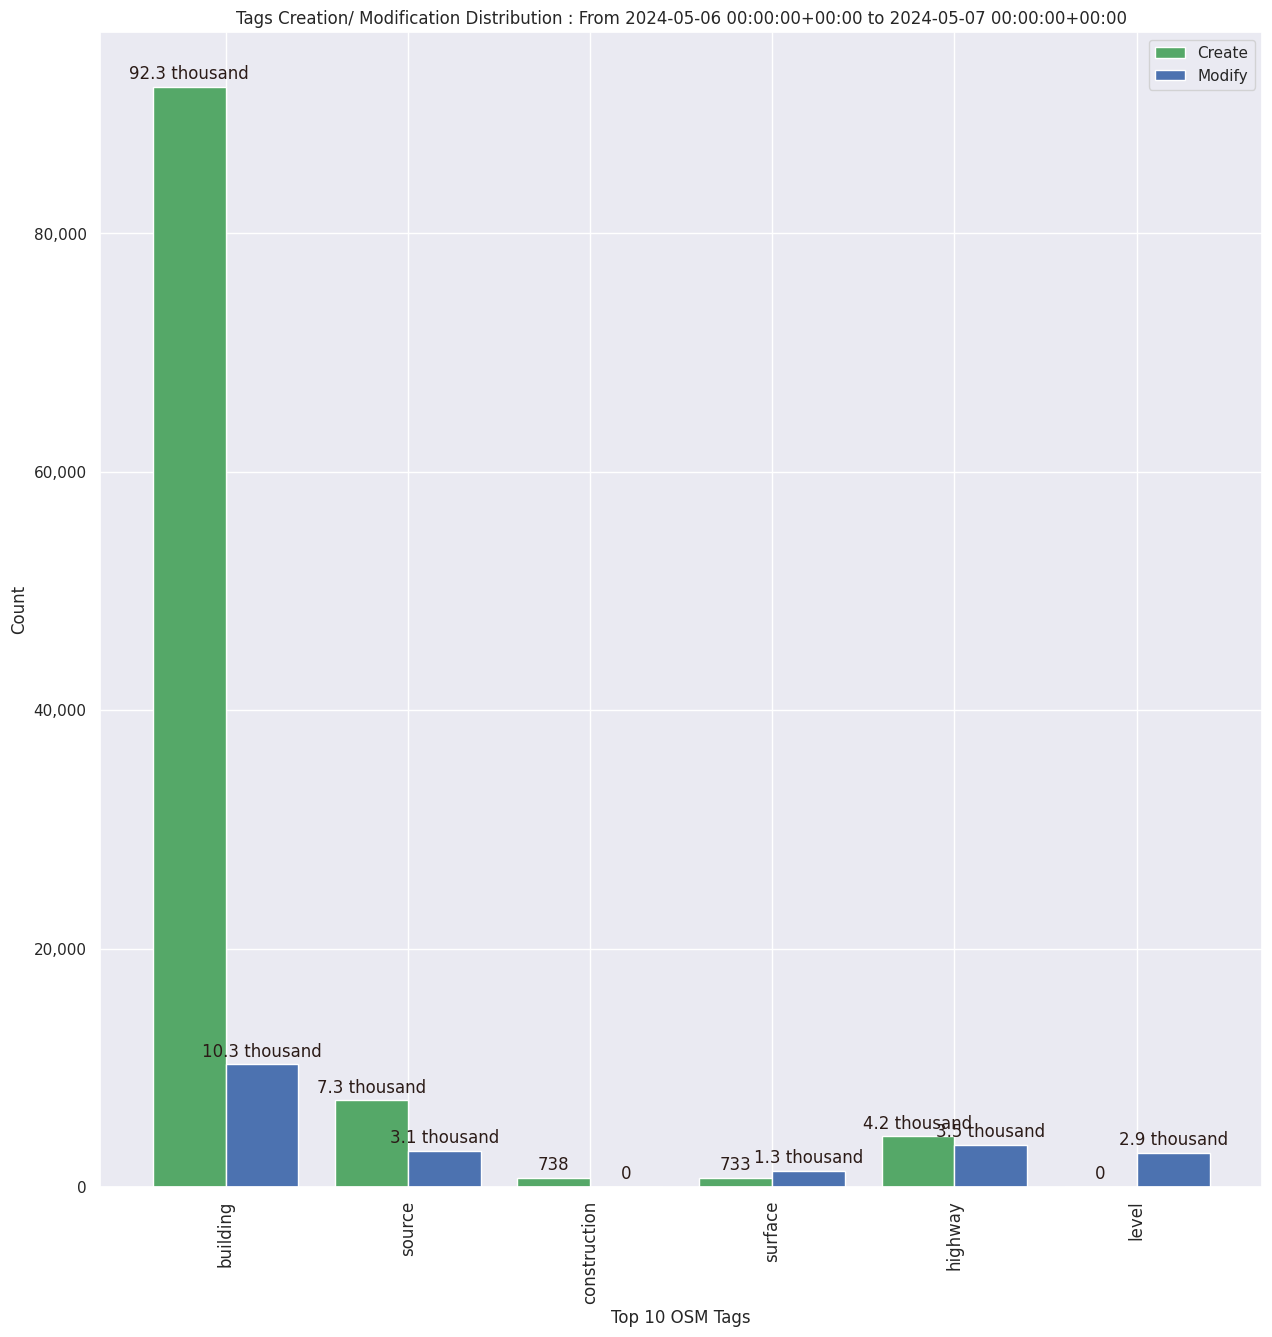 Tags Creation/ Modification Distribution : From 2024-05-06 00:00:00+00:00 to 2024-05-07 00:00:00+00:00
Create
Modify
92.3 thousand
10.3 thousand
7.3 thousand
3.1 thousand
738
0
733
1.3 thousand
4.2 thousand
3.5 thousand
0
2.9 thousand
Count
80,000
60,000
40,000
20,000
0
building
source
construction
surface
highway
level
Top 10 OSM Tags